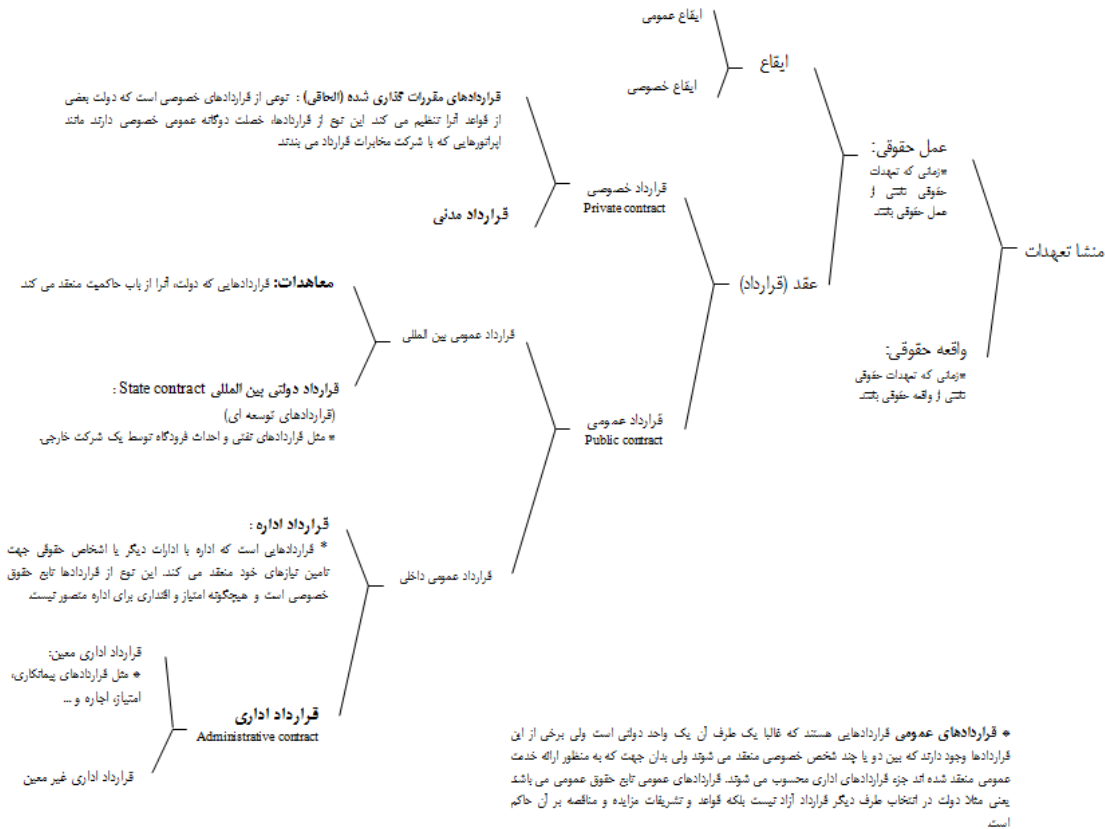 منشا تعهدات
عمل حقوقی:
*زمانی که تعهدات
حقوقی ناشی از
عمل حقوقی باشد.
واقعه حقوقی:
*زمانی که تعهدات حقوقی
ناشی از واقعه حقوقی باشد.
ایقاع
ایقاع عمومی
ایقاع خصوصی
عقد (قرارداد)
قرارداد خصوصی
Private contract
قراردادهای مقررات گذاری شده (الحاقی) : نوعی از قراردادهای خصوصی است که دولت بعضی
از قواعد آنرا تنظیم می کند. این نوع از قراردادها، خصلت دوگانه عمومی خصوصی دارند. مانند
اپراتورهایی که با شرکت مخابرات قرارداد می بندند.
قرارداد مدنی
قرارداد عمومی
Public contract
قرارداد عمومی بین المللی
معاهدات: قراردادهایی که دولت، آنرا از باب حاکمیت منعقد می کند.
قرارداد دولتی بین المللی State contract :
(قراردادهای توسعه ای)
* مثل قراردادهای نفتی و احداث فرودگاه توسط یک شرکت خارجی.
قرارداد عمومی داخلی
قرارداد اداره :
* قراردادهایی است که اداره با ادارات دیگر یا اشخاص حقوقی جهت
تامین نیازهای خود منعقد می کند. این نوع از قراردادها تابع حقوق
خصوصی است و هیچگونه امتیاز و اقتداری برای اداره متصور نیست.
قرارداد اداری
Administrative contract
قرارداد اداری معین:
* مثل قراردادهای پیمانکاری،
امتیاز، اجاره و ...
قرارداد اداری غیر معین
* قراردادهای عمومی قراردادهایی هستند که غالبا یک طرف آن یک واحد دولتی است ولی برخی از این
قراردادها وجود دارند که بین دو یا چند شخص خصوصی منعقد می شوند ولی بدان جهت که به منظور ارائه خدمت
عمومی منعقد شده اند جزء قراردادهای اداری محسوب می شوند. قراردادهای عمومی تابع حقوق عمومی می باشد
یعنی مثلا دولت در انتخاب طرف دیگر قرارداد آزاد نیست بلکه قواعد و تشریفات مزایده و مناقصه بر آن حاکم
است.